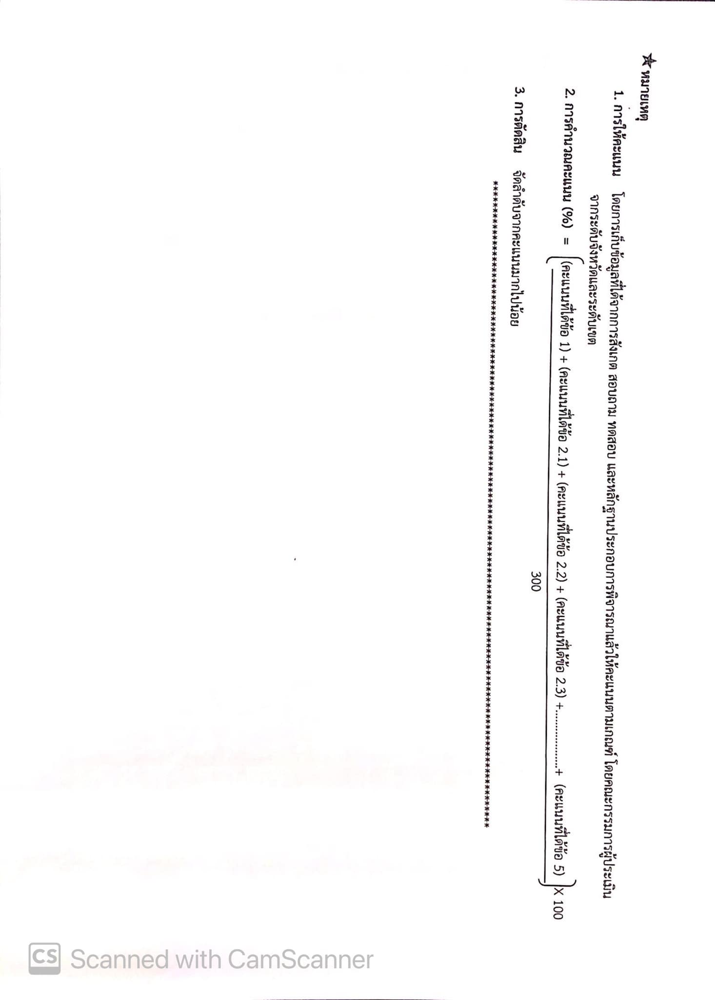 ☆ หมายเหตุ
1. การให้คะแนน โดยการเก็บข้อมูลที่ได้จากการสังเกต สอบถาม ทดสอบ และหลักฐานประกอบการพิจารณาแล้วให้คะแนนตามเกณฑ์ โดยคณะกรรมการผู้ประเมิน
จากระดับจังหวัดและระดับเขต
2. การคำนวณคะแนน (%) = [(คะแนนที่ได้ข้อ 1) + (คะแนนที่ได้ข้อ 2.1) + (คะแนนที่ได้ข้อ 2.2) + (คะแนนที่ได้ข้อ 2.3) +..................+ (คะแนนที่ได้ข้อ 5)] X 100
300
3. การตัดสิน จัดลำดับจากคะแนนมากไปน้อย
************************************************************************************************
CS Scanned with CamScanner